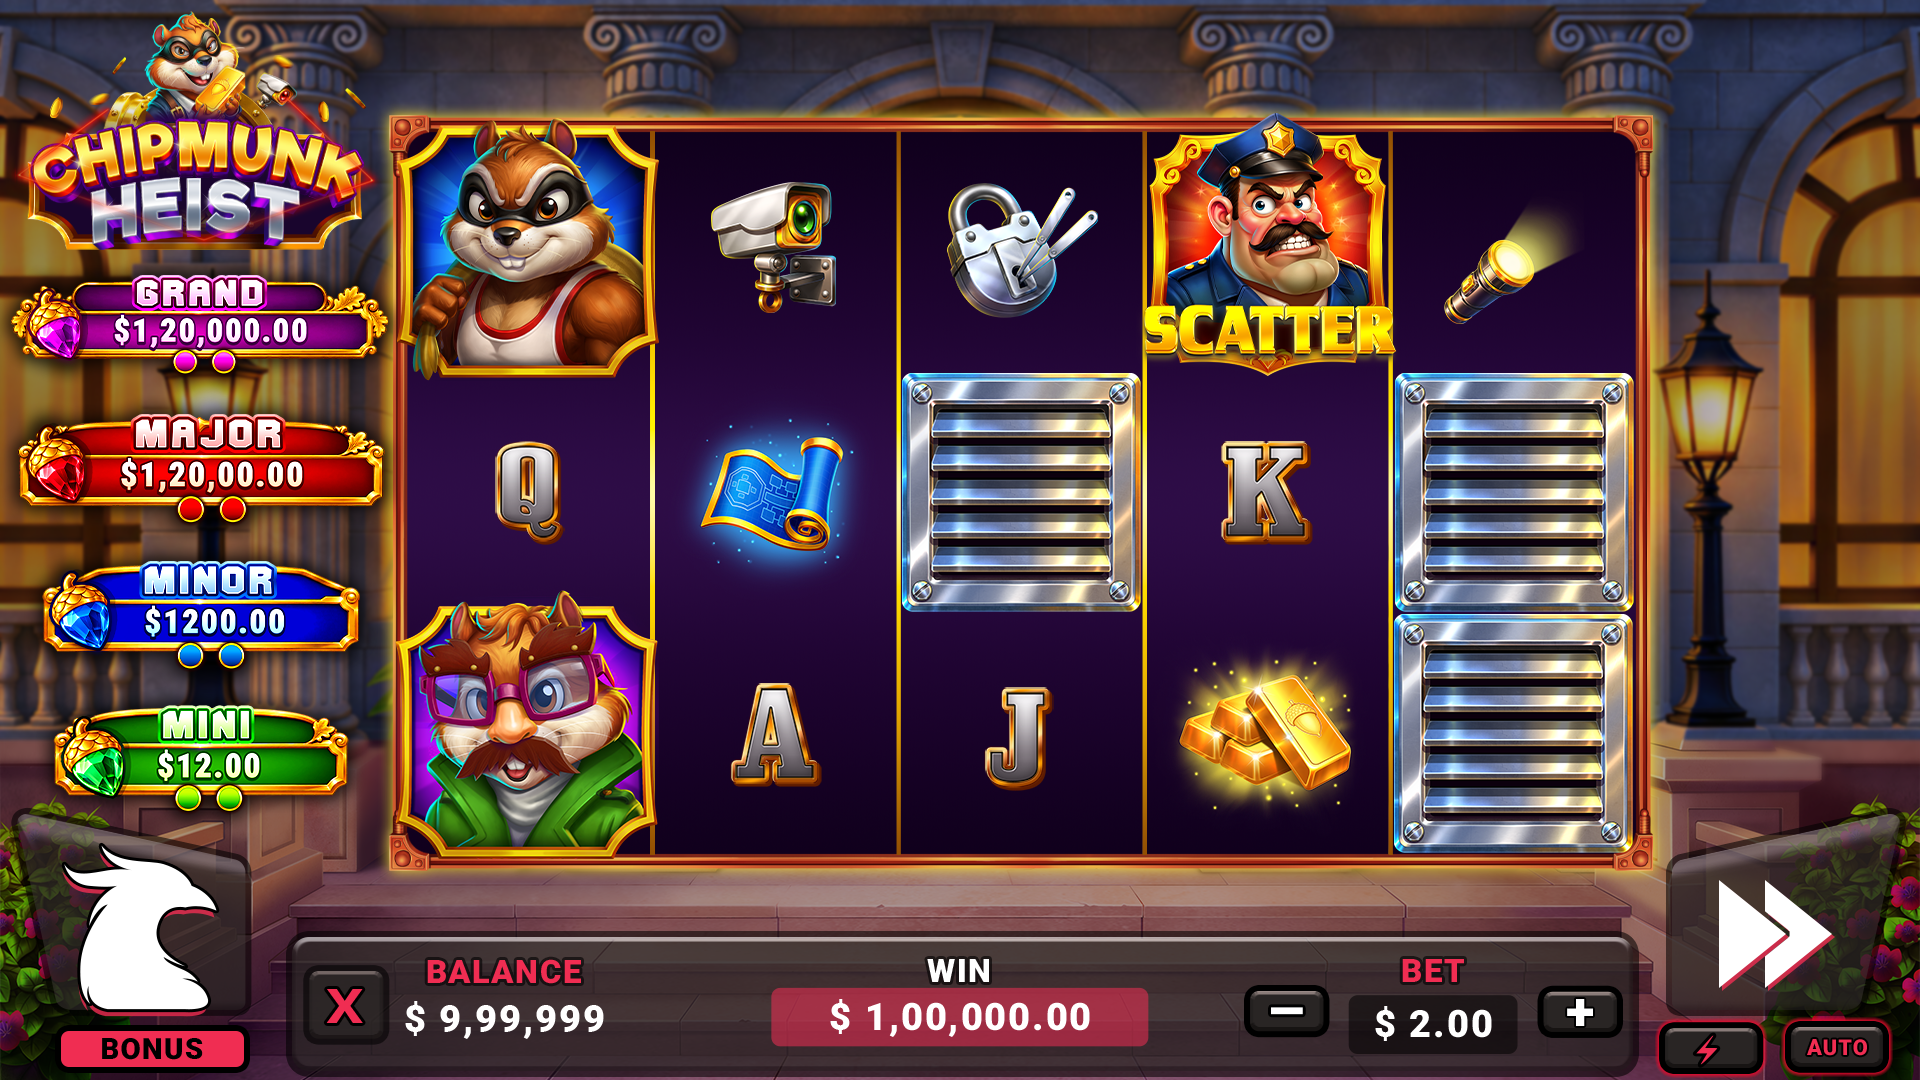 CHIPMUNK
HEIST
GRAND
$1,20,000.00
MAJOR
$1,20,00.00
MINOR
$1200.00
MINI
$12.00
SCATTER
Q
K
A
J
BONUS
X
BALANCE
$ 9,99,999
WIN
$ 1,00,000.00
BET
$ 2.00
AUTO